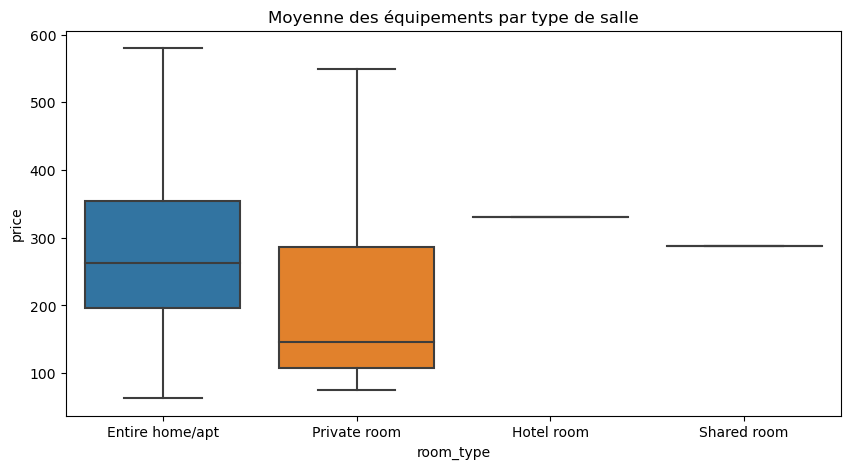 Moyenne des équipements par type de salle
600
500
400
300
200
100
price
Entire home/apt
Private room
Hotel room
Shared room
room_type